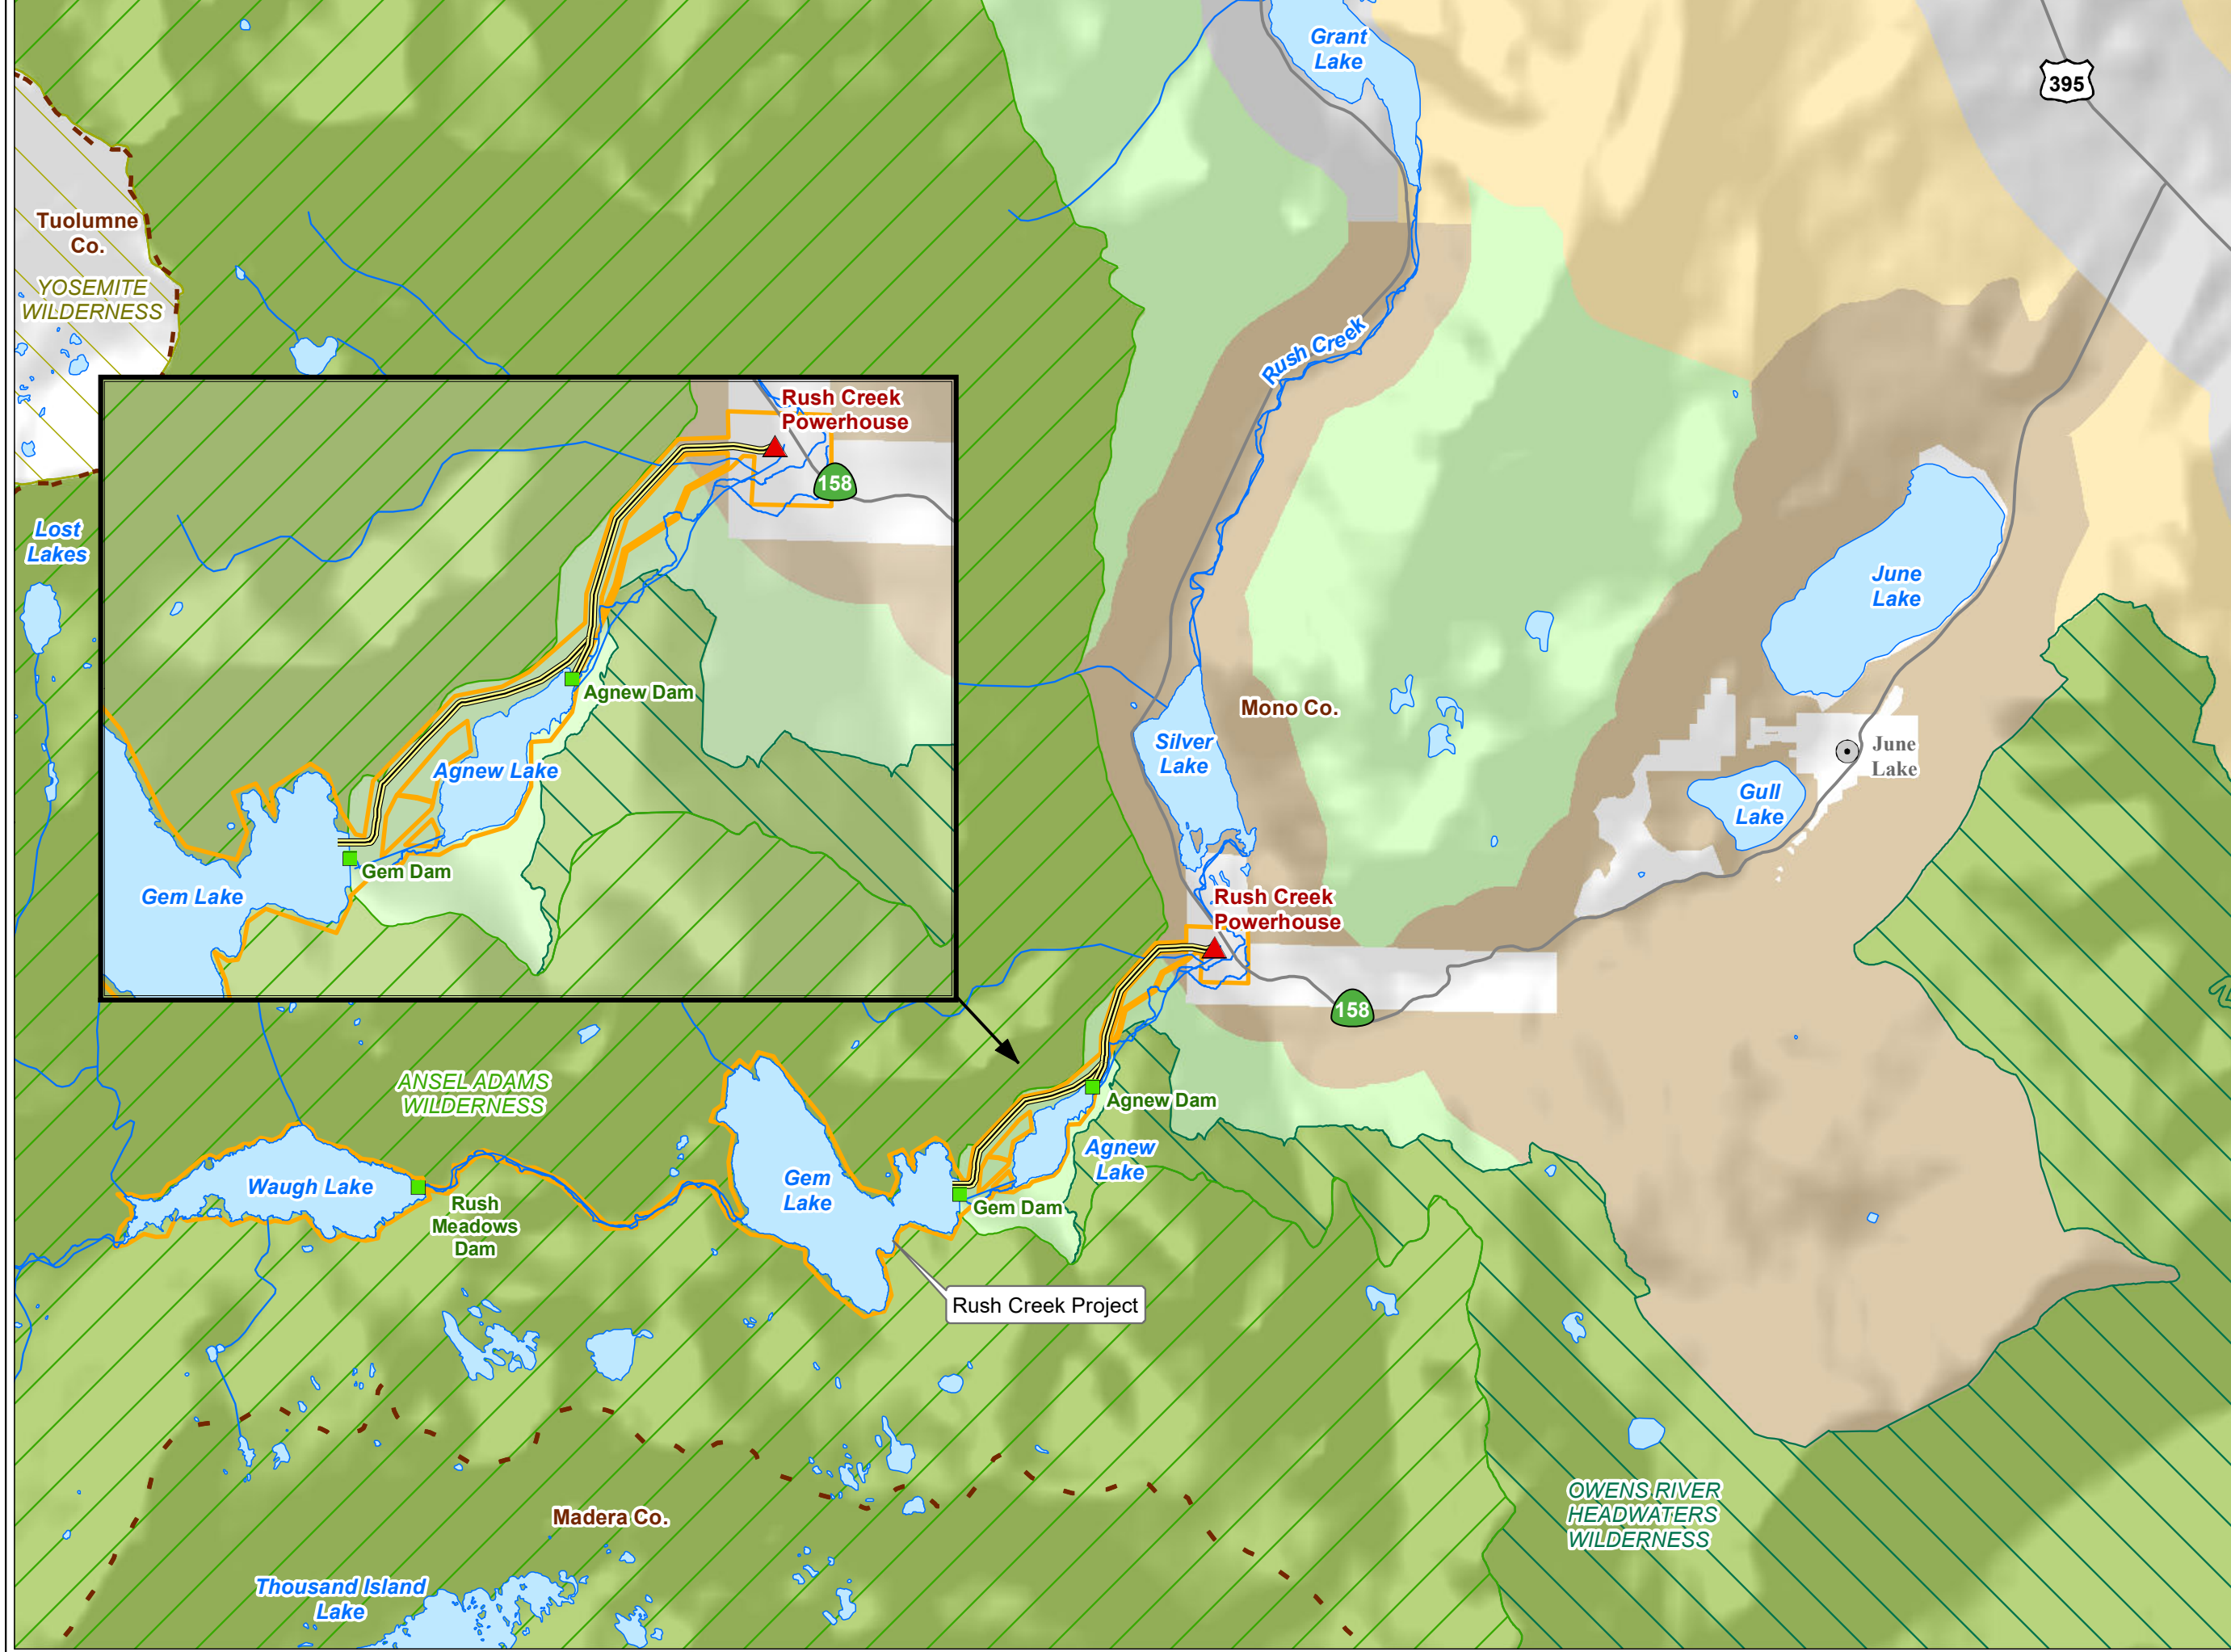 Grant
Lake
395
Tuolumne
Co.
YOSEMITE
WILDERNESS
Rush Creek
Rush Creek
Powerhouse
158
Lost
Lakes
June
Lake
Agnew Dam
Mono Co.
Silver
Lake
June
Lake
Agnew Lake
Gull
Lake
Gem Dam
Gem Lake
Rush Creek
Powerhouse
158
ANSEL ADAMS
WILDERNESS
Agnew Dam
Agnew
Lake
Waugh Lake
Gem
Lake
Rush
Meadows
Dam
Gem Dam
Rush Creek Project
OWENS RIVER
HEADWATERS
WILDERNESS
Madera Co.
Thousand Island
Lake